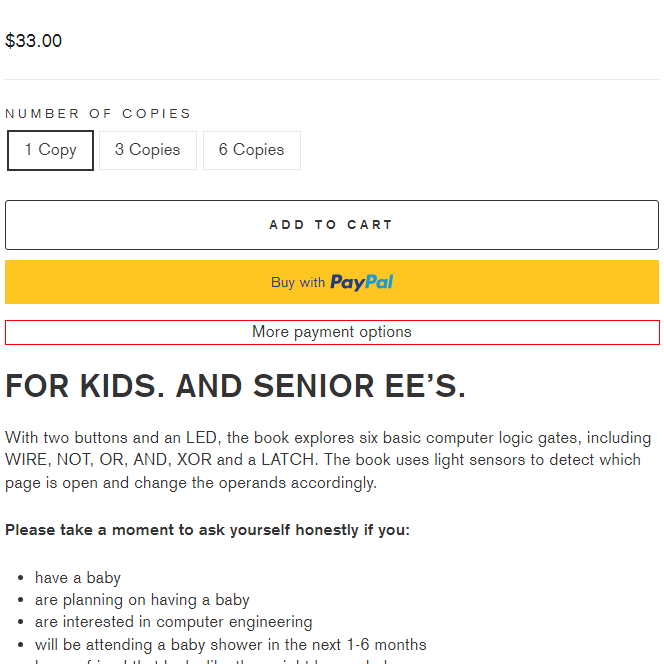 $33.00
NUMBER OF COPIES
1 Copy 3 Copies 6 Copies
ADD TO CART
Buy with PayPal
More payment options
FOR KIDS. AND SENIOR EE’S.
With two buttons and an LED, the book explores six basic computer logic gates, including
WIRE, NOT, OR, AND, XOR and a LATCH. The book uses light sensors to detect which
page is open and change the operands accordingly.
Please take a moment to ask yourself honestly if you:
• have a baby
• are planning on having a baby
• are interested in computer engineering
• will be attending a baby shower in the next 1-6 months